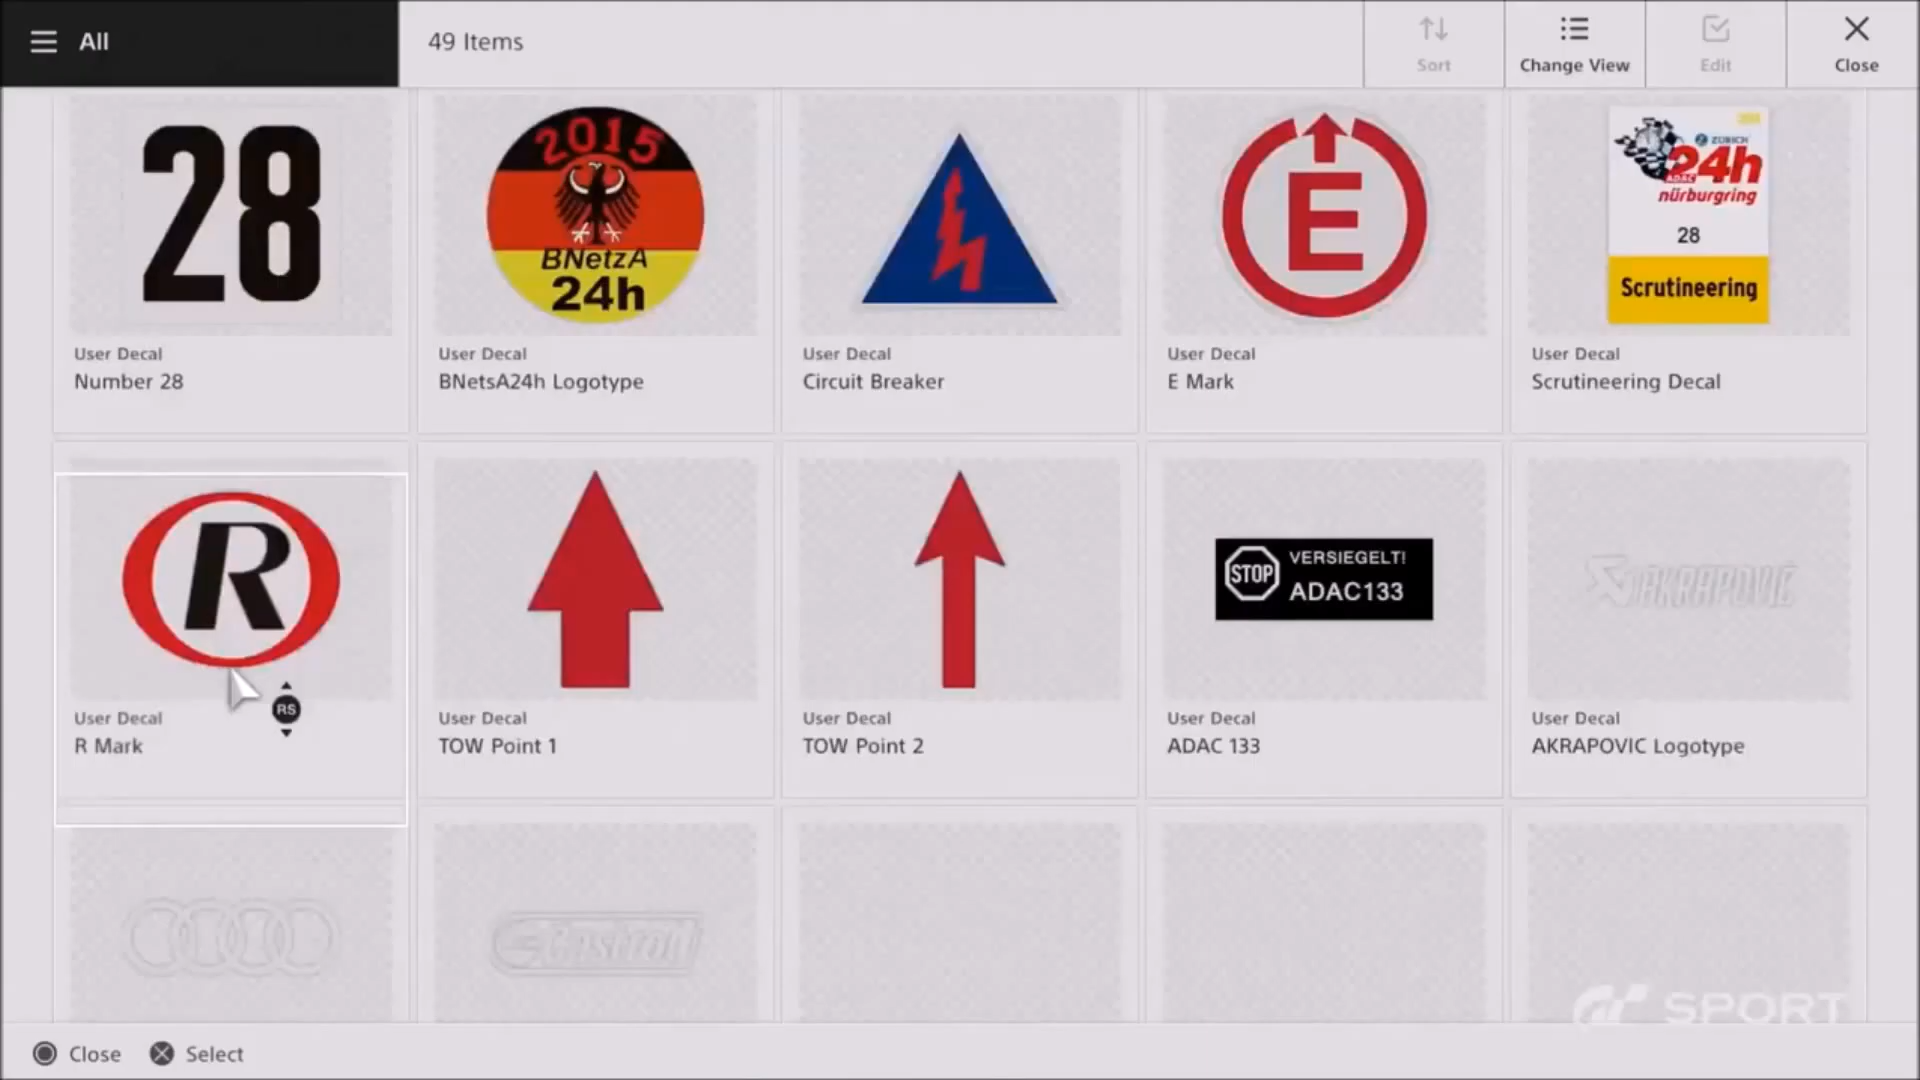 All
49 Items
Sort
Change View
Edit
Close
28
2015
BNetzA
24h
E
ZURICH
24h
ADAC
nürburgring
28
Scrutineering
User Decal
Number 28
User Decal
BNetsA24h Logotype
User Decal
Circuit Breaker
User Decal
E Mark
User Decal
Scrutineering Decal
R
RS
STOP
VERSIEGELT!
ADAC133
AKRAPOVIČ
User Decal
R Mark
User Decal
TOW Point 1
User Decal
TOW Point 2
User Decal
ADAC 133
User Decal
AKRAPOVIC Logotype
Castrol
GT SPORT
Close
Select